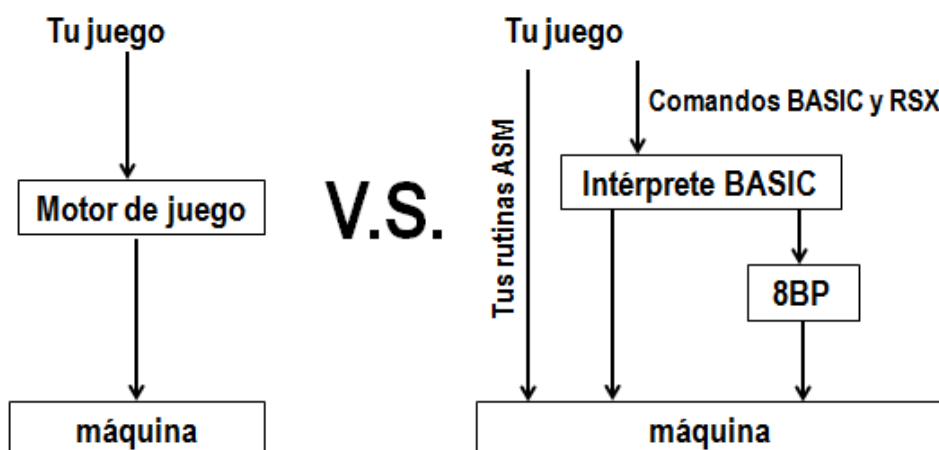 Tu juego
Motor de juego
máquina
V.S.
Tu juego
Comandos BASIC y RSX
Tus rutinas ASM
Intérprete BASIC
8BP
máquina